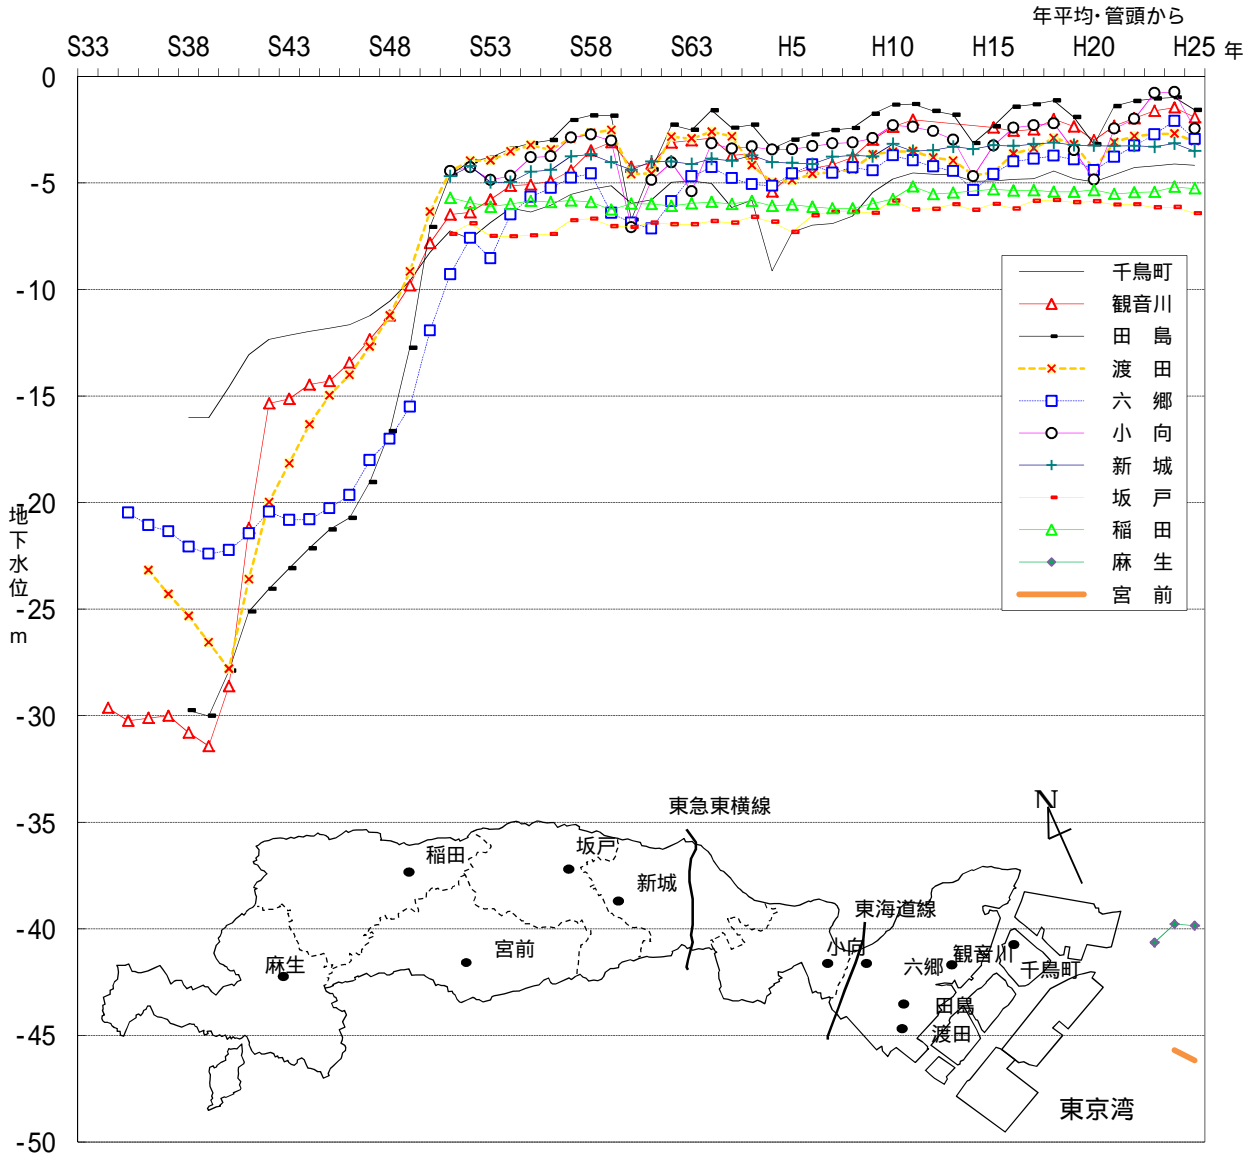 年平均・管頭から
S33 S38 S43 S48 S53 S58 S63 H5 H10 H15 H20 H25 年
0
-5
-10
-15
-20
-25
-30
-35
-40
-45
-50
地下水位 m
千鳥町
観音川
田 島
渡 田
六 郷
小 向
新 城
坂 戸
稲 田
麻 生
宮 前
N
東急東横線
稲田
坂戸
新城
東海道線
宮前
麻生
小向
六郷
観音川
千鳥町
田島
渡田
東京湾